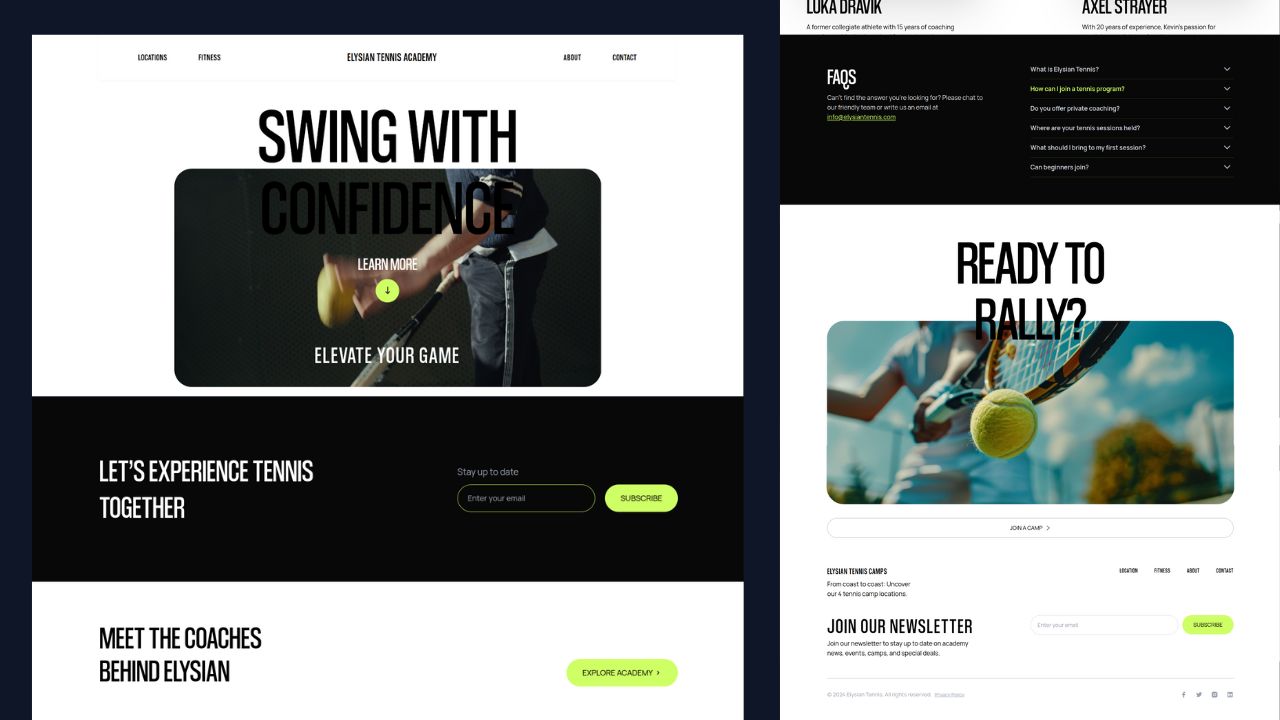 LOCATIONS
FITNESS
ELYSIAN TENNIS ACADEMY
ABOUT
CONTACT
SWING WITH
CONFIDENCE
LEARN MORE
ELEVATE YOUR GAME
LET'S EXPERIENCE TENNIS
TOGETHER
Stay up to date
Enter your email
SUBSCRIBE
MEET THE COACHES
BEHIND ELYSIAN
EXPLORE ACADEMY
LUKA DRAVIK
A former collegiate athlete with 15 years of coaching
AXEL STRAYER
With 20 years of experience, Kevin's passion for
FAQS
Can't find the answer you're looking for? Please chat to
our friendly team or write us an email at
info@elysiantennis.com
What is Elysian Tennis?
How can I join a tennis program?
Do you offer private coaching?
Where are your tennis sessions held?
What should I bring to my first session?
Can beginners join?
READY TO
RALLY?
JOIN A CAMP
ELYSIAN TENNIS CAMPS
From coast to coast: Uncover
our 4 tennis camp locations.
LOCATION
FITNESS
ABOUT
CONTACT
JOIN OUR NEWSLETTER
Join our newsletter to stay up to date on academy
news, events, camps, and special deals.
Enter your email
SUBSCRIBE
© 2024 Elysian Tennis. All rights reserved. Privacy Policy